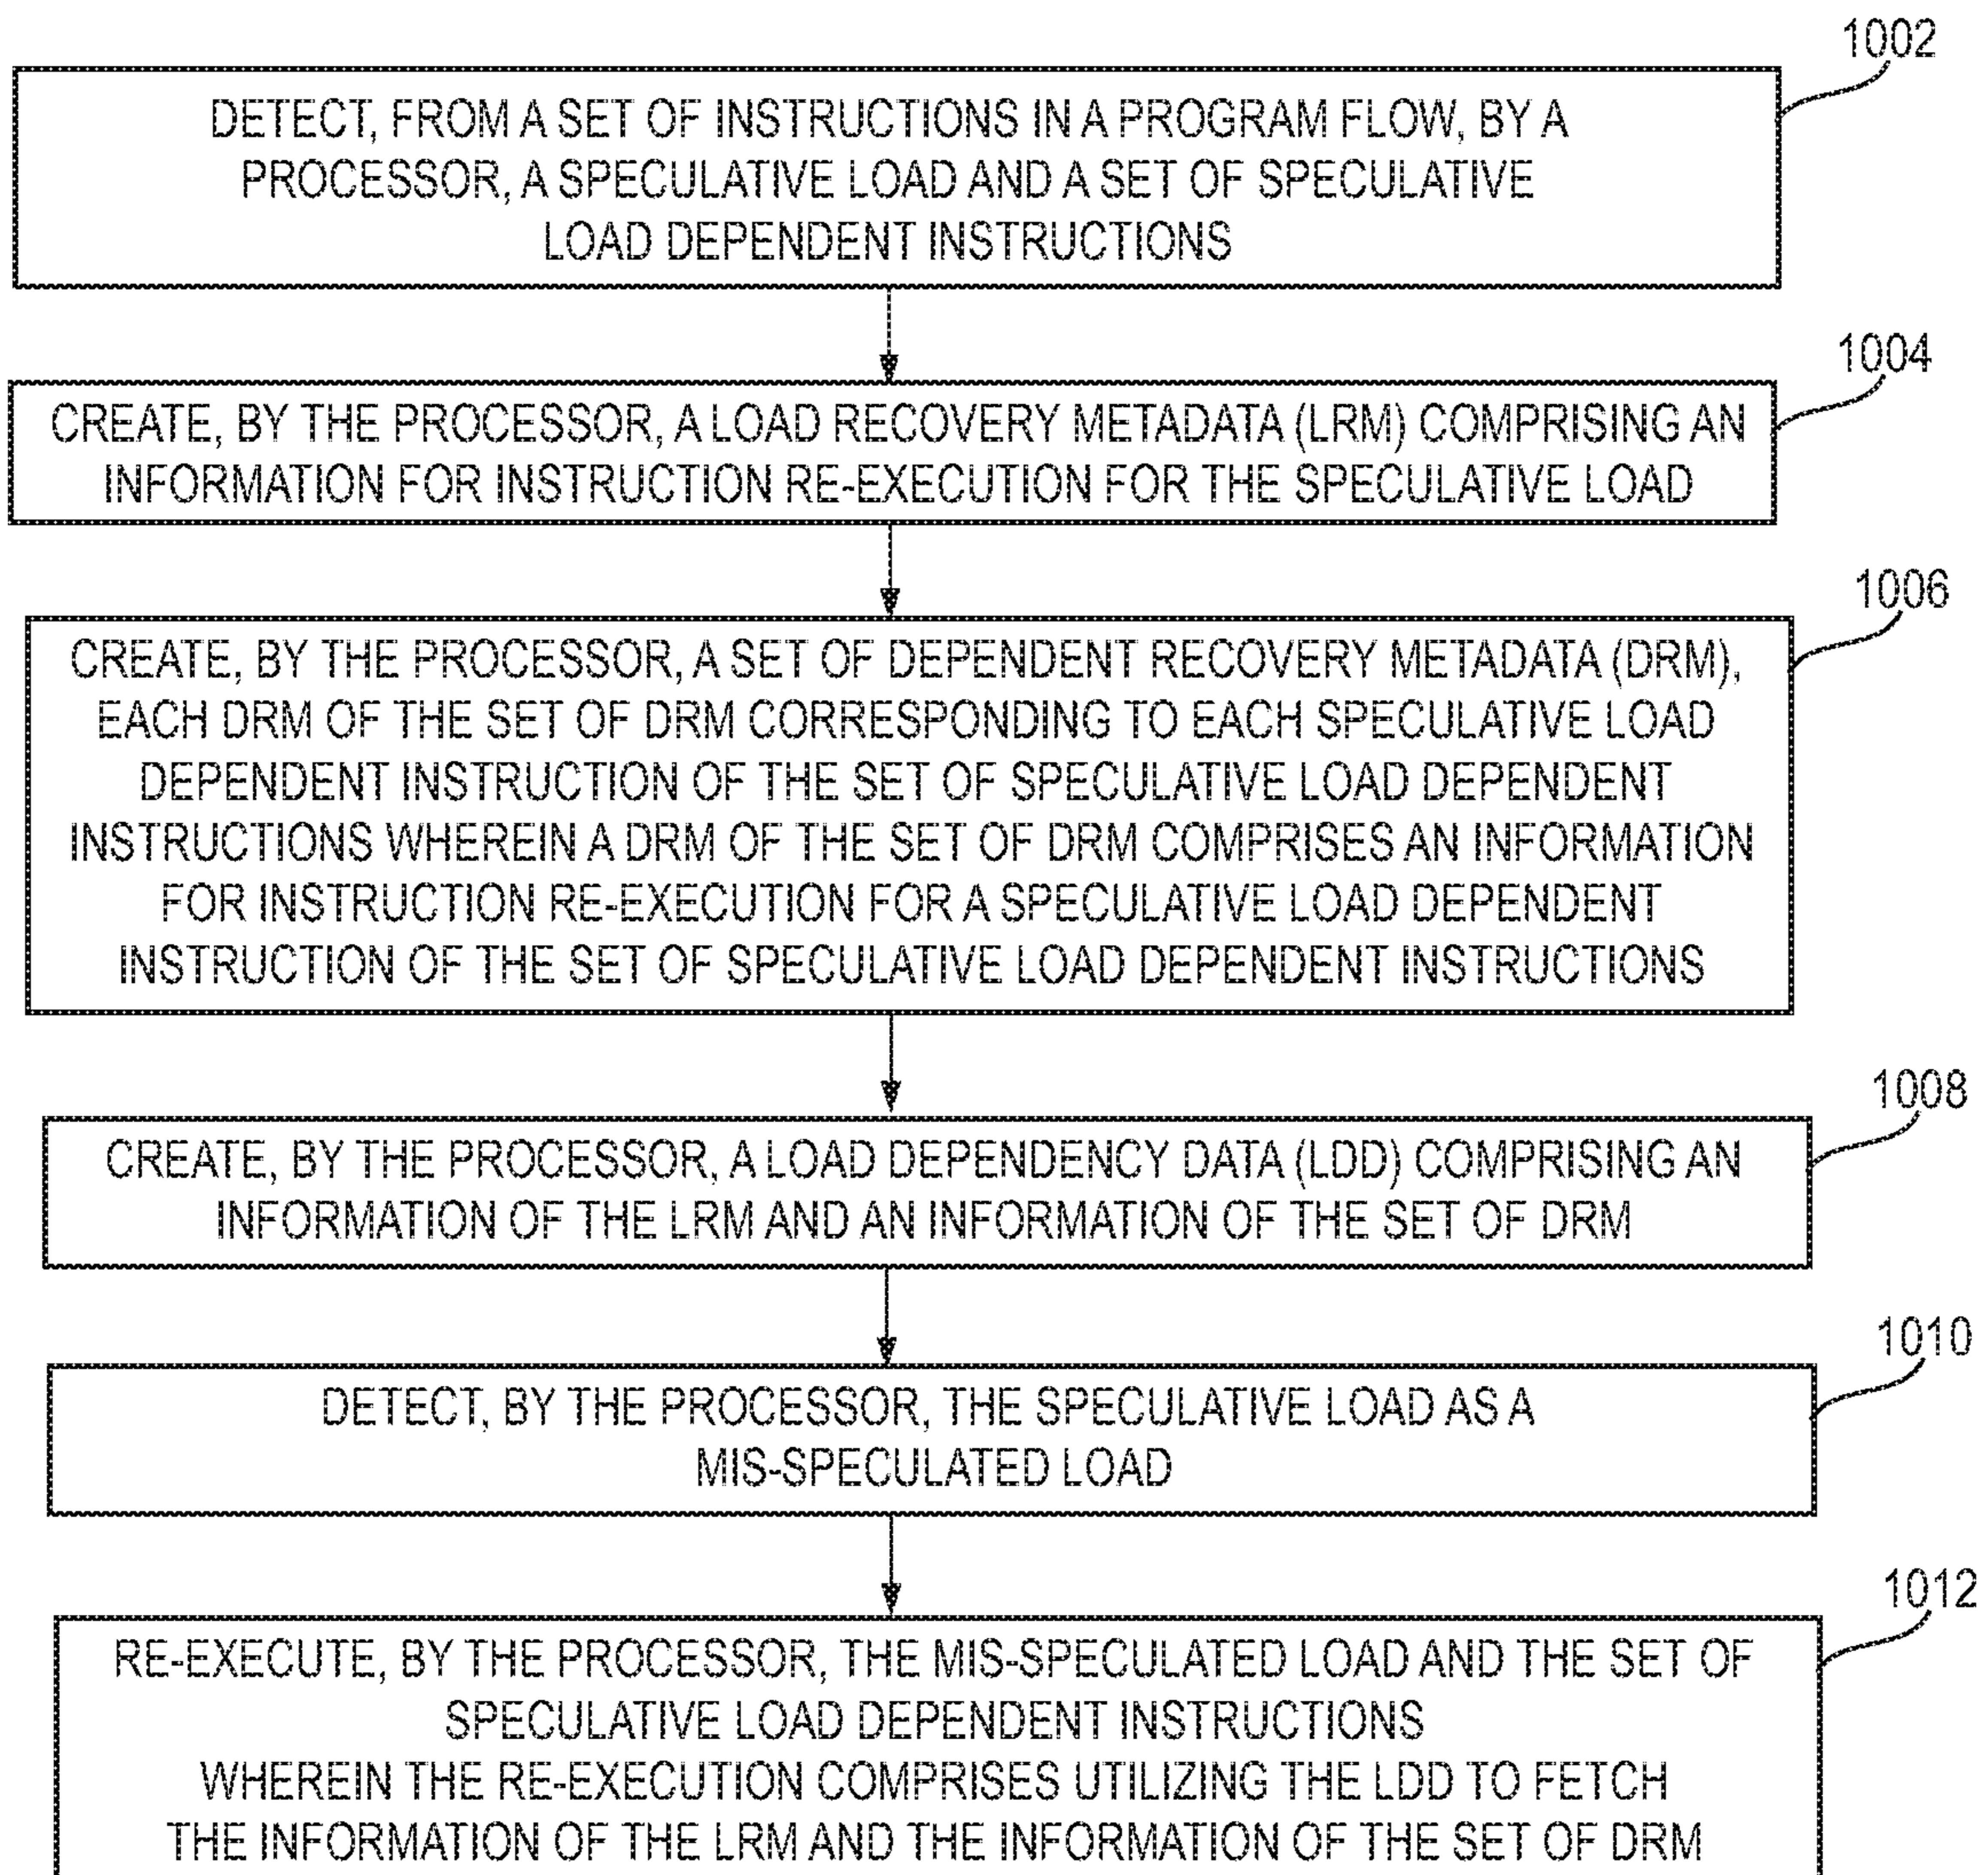 1002
DETECT, FROM A SET OF INSTRUCTIONS IN A PROGRAM FLOW, BY A
PROCESSOR, A SPECULATIVE LOAD AND A SET OF SPECULATIVE
LOAD DEPENDENT INSTRUCTIONS
1004
CREATE, BY THE PROCESSOR, A LOAD RECOVERY METADATA (LRM) COMPRISING AN
INFORMATION FOR INSTRUCTION RE-EXECUTION FOR THE SPECULATIVE LOAD
1006
CREATE, BY THE PROCESSOR, A SET OF DEPENDENT RECOVERY METADATA (DRM),
EACH DRM OF THE SET OF DRM CORRESPONDING TO EACH SPECULATIVE LOAD
DEPENDENT INSTRUCTION OF THE SET OF SPECULATIVE LOAD DEPENDENT
INSTRUCTIONS WHEREIN A DRM OF THE SET OF DRM COMPRISES AN INFORMATION
FOR INSTRUCTION RE-EXECUTION FOR A SPECULATIVE LOAD DEPENDENT
INSTRUCTION OF THE SET OF SPECULATIVE LOAD DEPENDENT INSTRUCTIONS
1008
CREATE, BY THE PROCESSOR, A LOAD DEPENDENCY DATA (LDD) COMPRISING AN
INFORMATION OF THE LRM AND AN INFORMATION OF THE SET OF DRM
1010
DETECT, BY THE PROCESSOR, THE SPECULATIVE LOAD AS A
MIS-SPECULATED LOAD
1012
RE-EXECUTE, BY THE PROCESSOR, THE MIS-SPECULATED LOAD AND THE SET OF
SPECULATIVE LOAD DEPENDENT INSTRUCTIONS
WHEREIN THE RE-EXECUTION COMPRISES UTILIZING THE LDD TO FETCH
THE INFORMATION OF THE LRM AND THE INFORMATION OF THE SET OF DRM